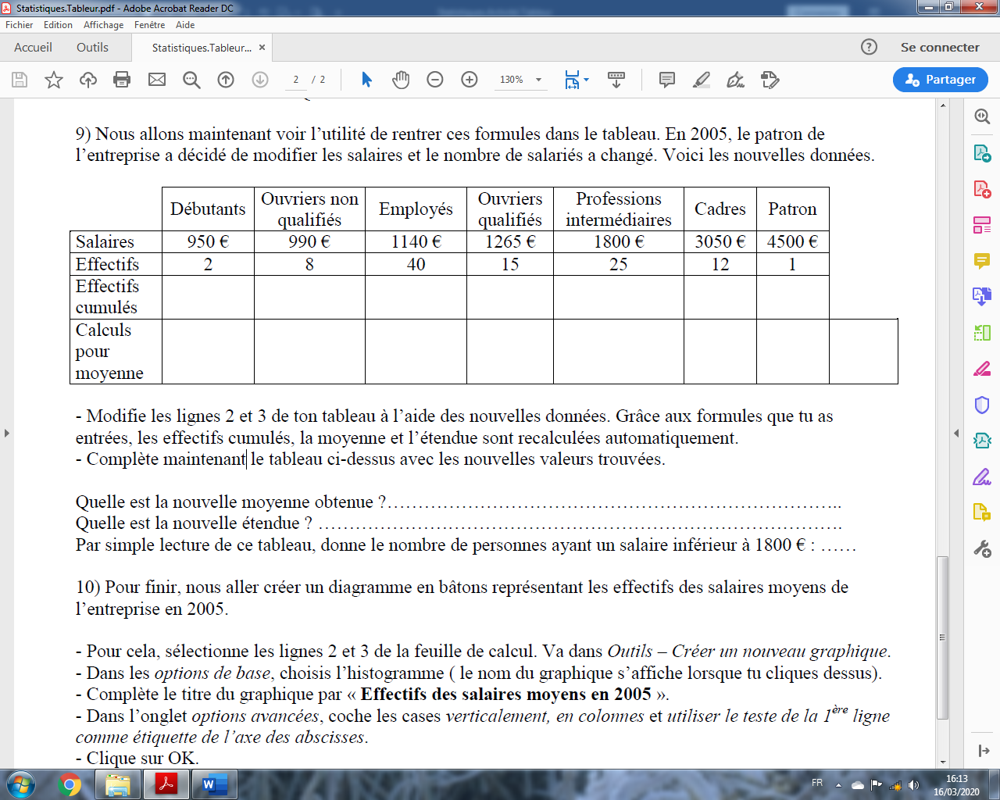 Statistiques.Tableur.pdf - Adobe Acrobat Reader DC
Fichier Edition Affichage Fenêtre Aide
Accueil Outils Statistiques.Tableur... × ? Se connecter
2 / 2 130% Partager
9) Nous allons maintenant voir l’utilité de rentrer ces formules dans le tableau. En 2005, le patron de
l’entreprise a décidé de modifier les salaires et le nombre de salariés a changé. Voici les nouvelles données.
Débutants Ouvriers non qualifiés Employés Ouvriers qualifiés Professions intermédiaires Cadres Patron
Salaires 950 € 990 € 1140 € 1265 € 1800 € 3050 € 4500 €
Effectifs 2 8 40 15 25 12 1
Effectifs
cumulés
Calculs
pour
moyenne
- Modifie les lignes 2 et 3 de ton tableau à l’aide des nouvelles données. Grâce aux formules que tu as
entrées, les effectifs cumulés, la moyenne et l’étendue sont recalculées automatiquement.
- Complète maintenant le tableau ci-dessus avec les nouvelles valeurs trouvées.
Quelle est la nouvelle moyenne obtenue ?…………………………………………………………………..
Quelle est la nouvelle étendue ? …………………………………………………………………………….
Par simple lecture de ce tableau, donne le nombre de personnes ayant un salaire inférieur à 1800 € : ……
10) Pour finir, nous aller créer un diagramme en bâtons représentant les effectifs des salaires moyens de
l’entreprise en 2005.
- Pour cela, sélectionne les lignes 2 et 3 de la feuille de calcul. Va dans Outils – Créer un nouveau graphique.
- Dans les options de base, choisis l’histogramme ( le nom du graphique s’affiche lorsque tu cliques dessus).
- Complète le titre du graphique par « Effectifs des salaires moyens en 2005 ».
- Dans l’onglet options avancées, coche les cases verticalement, en colonnes et utiliser le teste de la 1ère ligne
comme étiquette de l’axe des abscisses.
- Clique sur OK.
FR 16:13
16/03/2020